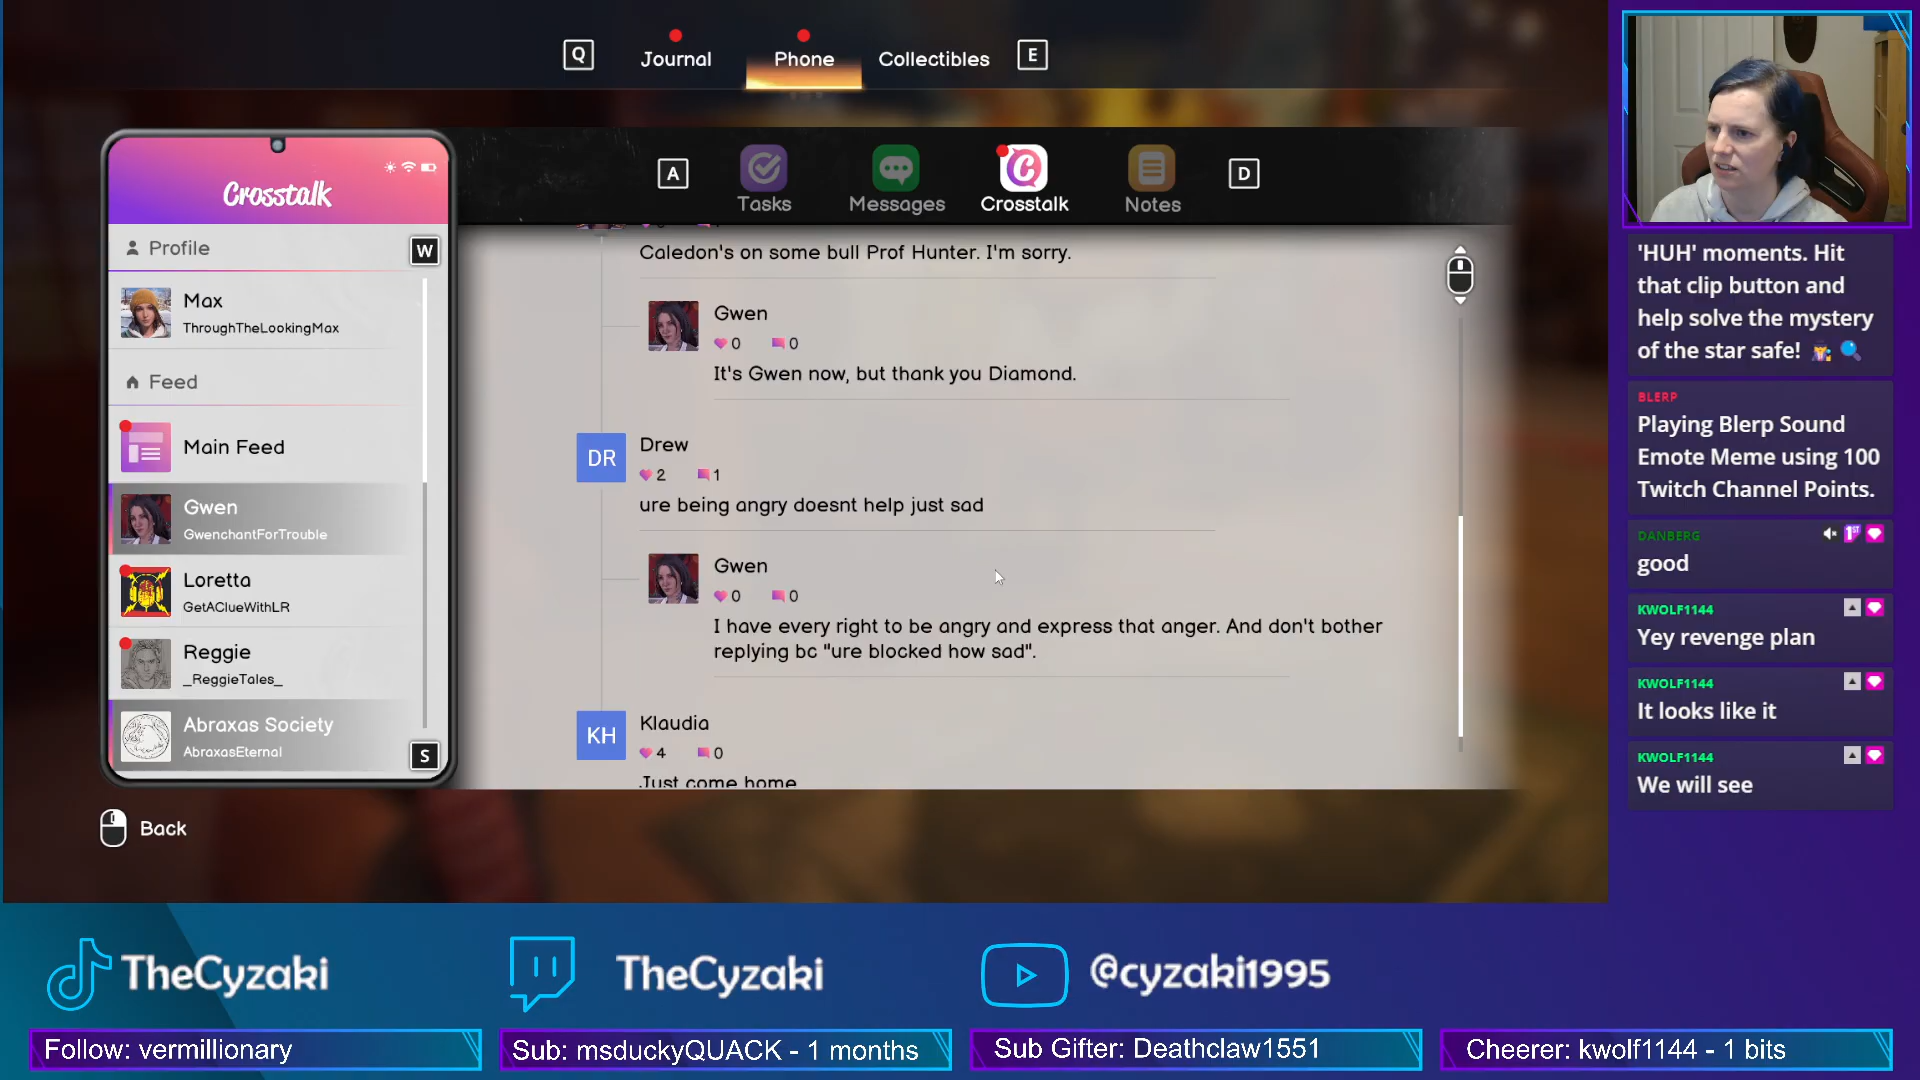 Q
Journal
Phone
Collectibles
E
Crosstalk
Profile
W
Max
ThroughTheLookingMax
Feed
Main Feed
Gwen
GwenchantForTrouble
Loretta
GetAClueWithLR
Reggie
_ReggieTales_
Abraxas Society
AbraxasEternal
S
Back
A
Tasks
Messages
Crosstalk
Notes
D
Caledon's on some bull Prof Hunter. I'm sorry.
Gwen
0 0
It's Gwen now, but thank you Diamond.
DR
Drew
2 1
ure being angry doesnt help just sad
Gwen
0 0
I have every right to be angry and express that anger. And don't bother
replying bc "ure blocked how sad".
KH
Klaudia
4 0
Just come home
'HUH' moments. Hit
that clip button and
help solve the mystery
of the star safe!
BLERP
Playing Blerp Sound
Emote Meme using 100
Twitch Channel Points.
DANBERG
1ST
good
KWOLF1144
Yey revenge plan
KWOLF1144
It looks like it
KWOLF1144
We will see
TheCyzaki
TheCyzaki
@cyzaki1995
Follow: vermillionary
Sub: msduckyQUACK - 1 months
Sub Gifter: Deathclaw1551
Cheerer: kwolf1144 - 1 bits